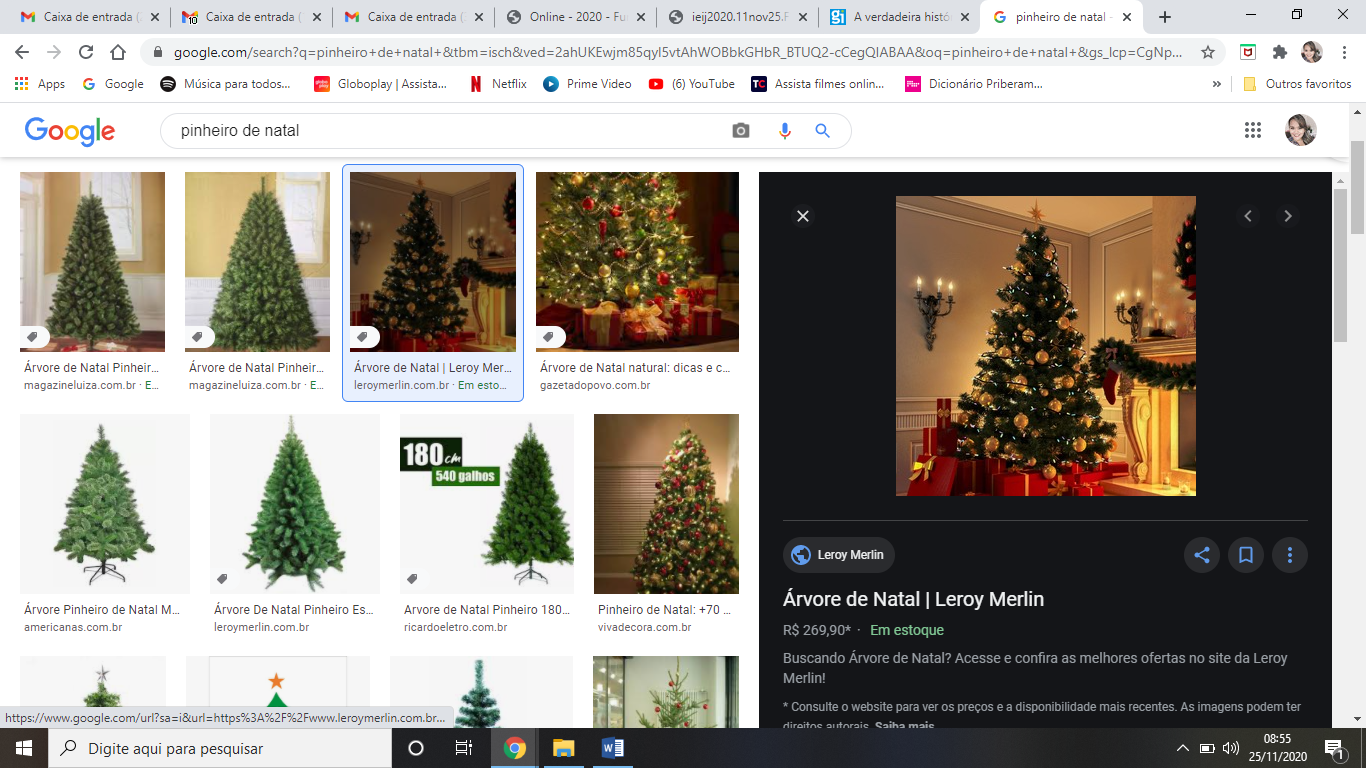 Caixa de entrada (
10
Caixa de entrada (
Caixa de entrada (
Online - 2020 - Fu
ieij2020.11nov25.F
A verdadeira histó
pinheiro de natal -
google.com/search?q=pinheiro+de+natal+&tbm=isch&ved=2ahUKEwjm85qyl5vtAhWOBbkGHbR_BTUQ2-cCegQIABAA&oq=pinheiro+de+natal+&gs_lcp=CgNp...
Apps
Google
Música para todos...
Globoplay | Assista...
Netflix
Prime Video
(6) YouTube
Assista filmes onlin...
Dicionário Priberam...
»
Outros favoritos
Google
pinheiro de natal
Árvore de Natal Pinheir...
magazineluiza.com.br · E...
Árvore de Natal Pinheir...
magazineluiza.com.br · E...
Árvore de Natal | Leroy Mer...
leroymerlin.com.br · Em esto...
Árvore de Natal natural: dicas e c...
gazetadopovo.com.br
180cm
540 galhos
Árvore Pinheiro de Natal M...
americanas.com.br
Árvore De Natal Pinheiro Es...
leroymerlin.com.br
Arvore de Natal Pinheiro 180...
ricardoeletro.com.br
Pinheiro de Natal: +70 ...
vivadecora.com.br
Leroy Merlin
Árvore de Natal | Leroy Merlin
R$ 269,90* · Em estoque
Buscando Árvore de Natal? Acesse e confira as melhores ofertas no site da Leroy
Merlin!
* Consulte o website para ver os preços e a disponibilidade mais recentes. As imagens podem ter
direitos autorais. Saiba mais
https://www.google.com/url?sa=i&url=https%3A%2F%2Fwww.leroymerlin.com.br...
Digite aqui para pesquisar
08:55
25/11/2020
1